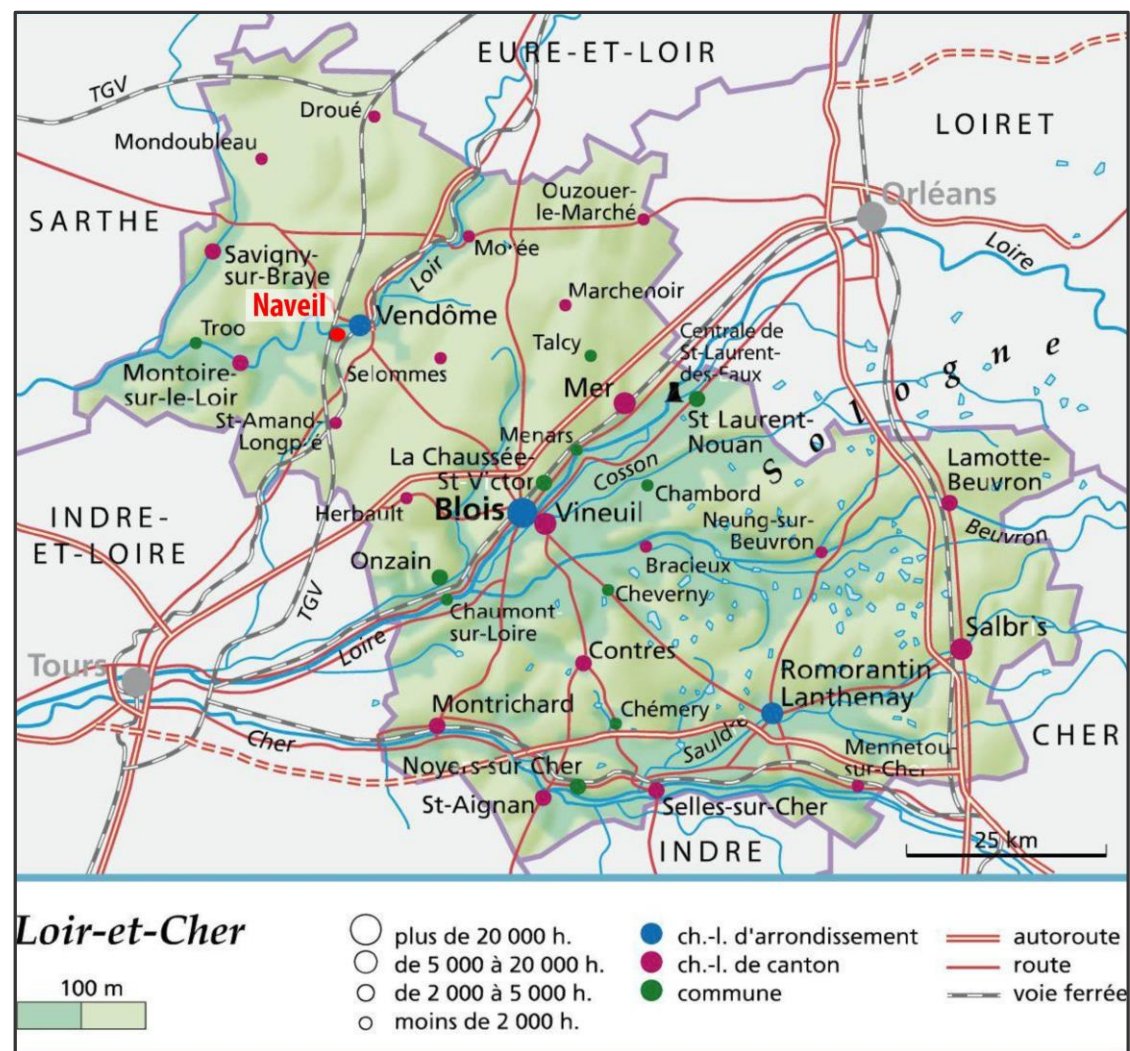 EURE-ET-LOIR
TGV
Droué
LOIRET
Mondoubleau
Ouzouer-
le-Marché
Orléans
SARTHE
Savigny-
sur-Braye
Mo·ée
Loir
Loire
Naveil
Marchenoir
Troo
Vendôme
Centrale de
St-Laurent-
des-Eaux
Talcy
Montoire-
sur-le-Loir
Selommes
Mer
Sologne
St-Amand-
Longp·é
Menars
St Laurent-
Nouan
La Chaussée-
St-Victor
Cosson
Lamotte-
Beuvron
Chambord
INDRE-
ET-LOIRE
Herbault
Blois
Vineuil
Neung-sur-
Beuvron
Beuvron
Onzain
Bracieux
TGV
Cheverny
Chaumont
sur-Loire
Loire
Salbris
Tours
Contres
Romorantin
Lanthenay
Montrichard
Chémery
Sauldre
CHER
Cher
Noyers-sur Cher
Mennetou-
sur-Cher
St-Aignan
Selles-sur-Cher
INDRE
25 km
Loir-et-Cher
100 m
plus de 20 000 h.
de 5 000 à 20 000 h.
de 2 000 à 5 000 h.
moins de 2 000 h.
ch.-l. d'arrondissement
ch.-l. de canton
commune
autoroute
route
voie ferrée